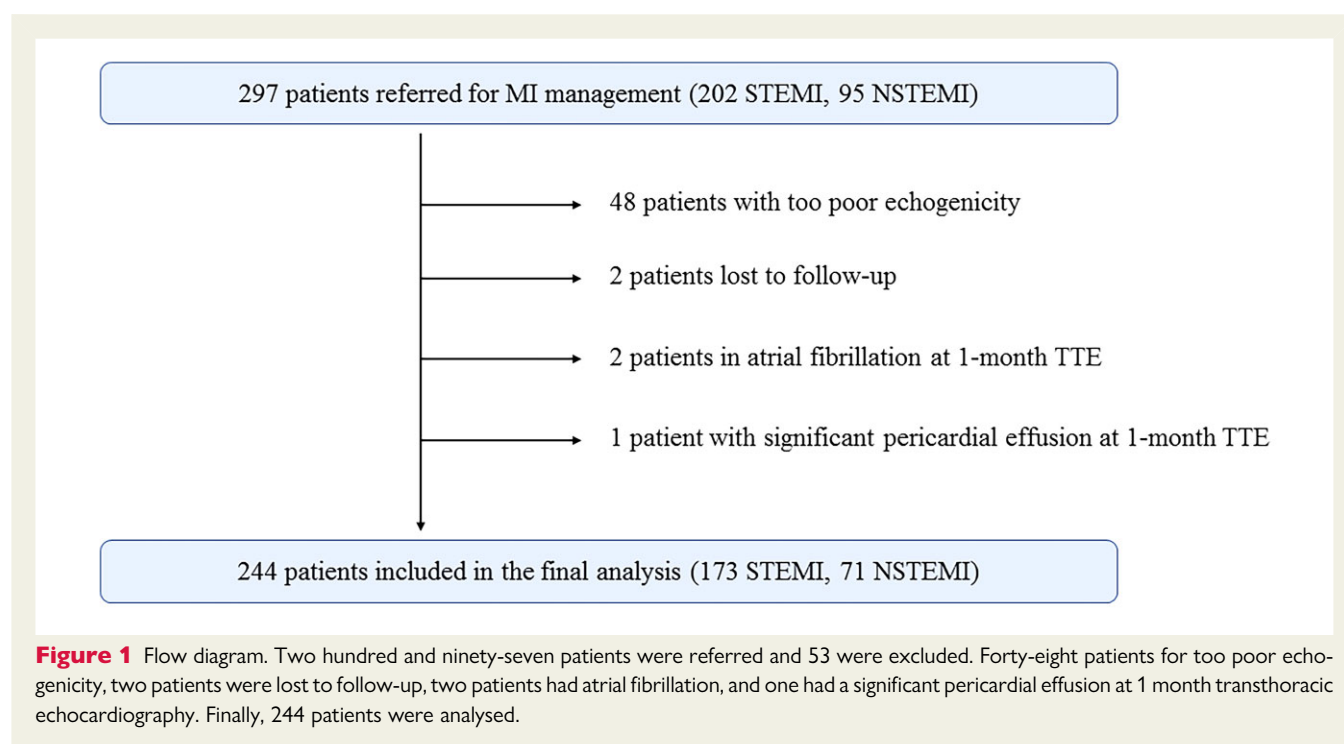 297 patients referred for MI management (202 STEMI, 95 NSTEMI)
48 patients with too poor echogenicity
2 patients lost to follow-up
2 patients in atrial fibrillation at 1-month TTE
1 patient with significant pericardial effusion at 1-month TTE
244 patients included in the final analysis (173 STEMI, 71 NSTEMI)
Figure 1 Flow diagram. Two hundred and ninety-seven patients were referred and 53 were excluded. Forty-eight patients for too poor echo-
genicity, two patients were lost to follow-up, two patients had atrial fibrillation, and one had a significant pericardial effusion at 1 month transthoracic
echocardiography. Finally, 244 patients were analysed.